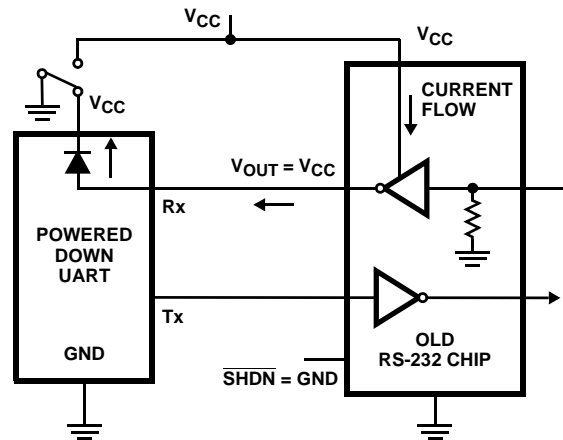 VCC
VCC
VCC
CURRENT
FLOW
VOUT = VCC
Rx
POWERED
DOWN
UART
Tx
GND
SHDN = GND
OLD
RS-232 CHIP